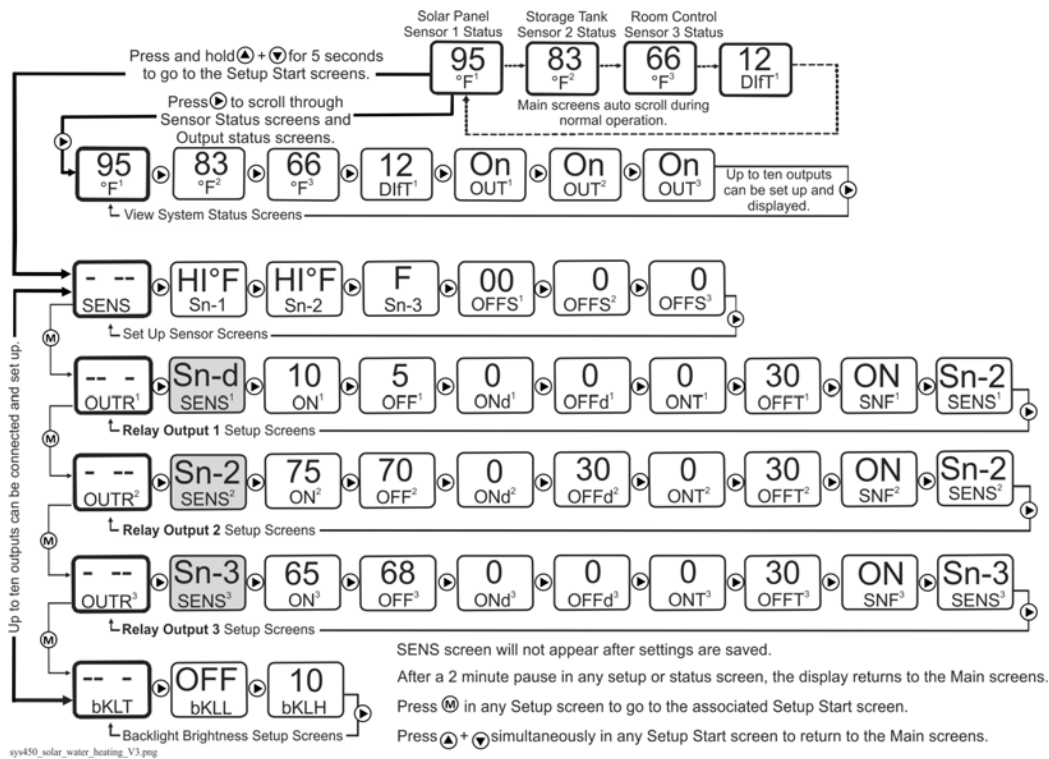 Solar Panel Sensor 1 Status
Storage Tank Sensor 2 Status
Room Control Sensor 3 Status
Press and hold ▲ + ▼ for 5 seconds
to go to the Setup Start screens.
95 °F¹
83 °F²
66 °F³
12 DIfT¹
Main screens auto scroll during
normal operation.
Press ▶ to scroll through
Sensor Status screens and
Output status screens.
95 °F¹
83 °F²
66 °F³
12 DIfT¹
On OUT¹
On OUT²
On OUT³
Up to ten outputs
can be set up and
displayed.
View System Status Screens
- -- SENS
HI°F Sn-1
HI°F Sn-2
F Sn-3
00 OFFS¹
0 OFFS²
0 OFFS³
Set Up Sensor Screens
M
-- - OUTR¹
Sn-d SENS¹
10 ON¹
5 OFF¹
0 ONd¹
0 OFFd¹
0 ONT¹
30 OFFT¹
ON SNF¹
Sn-2 SENS¹
Relay Output 1 Setup Screens
M
- -- OUTR²
Sn-2 SENS²
75 ON²
70 OFF²
0 ONd²
30 OFFd²
0 ONT²
30 OFFT²
ON SNF²
Sn-2 SENS²
Relay Output 2 Setup Screens
M
- -- OUTR³
Sn-3 SENS³
65 ON³
68 OFF³
0 ONd³
0 OFFd³
0 ONT³
30 OFFT³
ON SNF³
Sn-3 SENS³
Relay Output 3 Setup Screens
M
-- - bKLT
OFF bKLL
10 bKLH
Backlight Brightness Setup Screens
Up to ten outputs can be connected and set up.
SENS screen will not appear after settings are saved.
After a 2 minute pause in any setup or status screen, the display returns to the Main screens.
Press M in any Setup screen to go to the associated Setup Start screen.
Press ▲ + ▼ simultaneously in any Setup Start screen to return to the Main screens.
sys450_solar_water_heating_V3.png